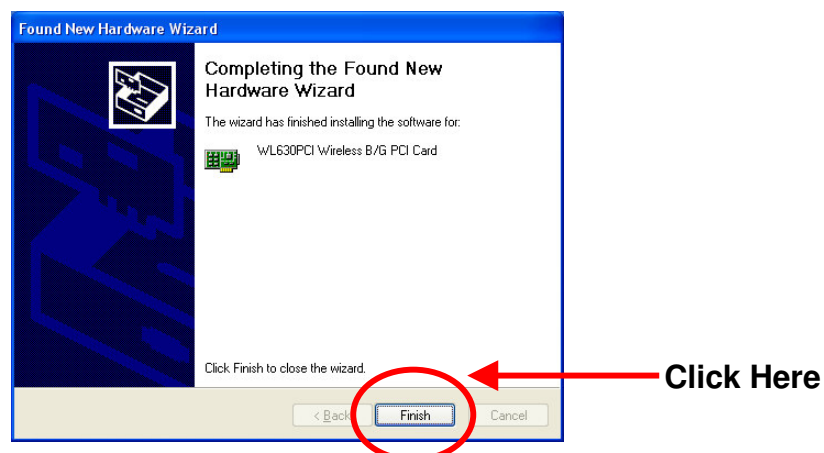 Found New Hardware Wizard
Completing the Found New
Hardware Wizard
The wizard has finished installing the software for:
WL630PCI Wireless B/G PCI Card
Click Finish to close the wizard.
Click Here
< Back
Finish
Cancel